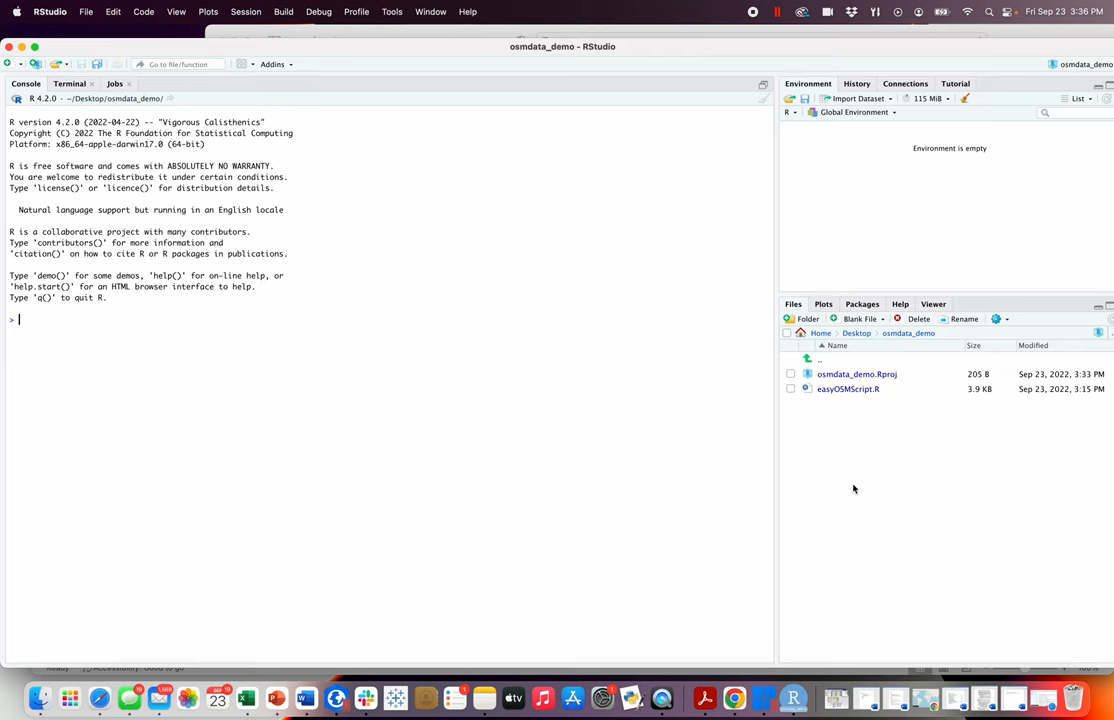 RStudio File Edit Code View Plots Session Build Debug Profile Tools Window Help Fri Sep 23 3:36 PM
osmdata_demo - RStudio
Go to file/function Addins osmdata_demo
Console Terminal Jobs
R 4.2.0 · ~/Desktop/osmdata_demo/
R version 4.2.0 (2022-04-22) -- "Vigorous Calisthenics"
Copyright (C) 2022 The R Foundation for Statistical Computing
Platform: x86_64-apple-darwin17.0 (64-bit)
R is free software and comes with ABSOLUTELY NO WARRANTY.
You are welcome to redistribute it under certain conditions.
Type 'license()' or 'licence()' for distribution details.
Natural language support but running in an English locale
R is a collaborative project with many contributors.
Type 'contributors()' for more information and
'citation()' on how to cite R or R packages in publications.
Type 'demo()' for some demos, 'help()' for on-line help, or
'help.start()' for an HTML browser interface to help.
Type 'q()' to quit R.
>
Environment History Connections Tutorial
Import Dataset 115 MiB List
R Global Environment
Environment is empty
Files Plots Packages Help Viewer
Folder Blank File Delete Rename
Home Desktop osmdata_demo
Name Size Modified
..
osmdata_demo.Rproj 205 B Sep 23, 2022, 3:33 PM
easyOSMScript.R 3.9 KB Sep 23, 2022, 3:15 PM
Ready Accessibility: Good to go